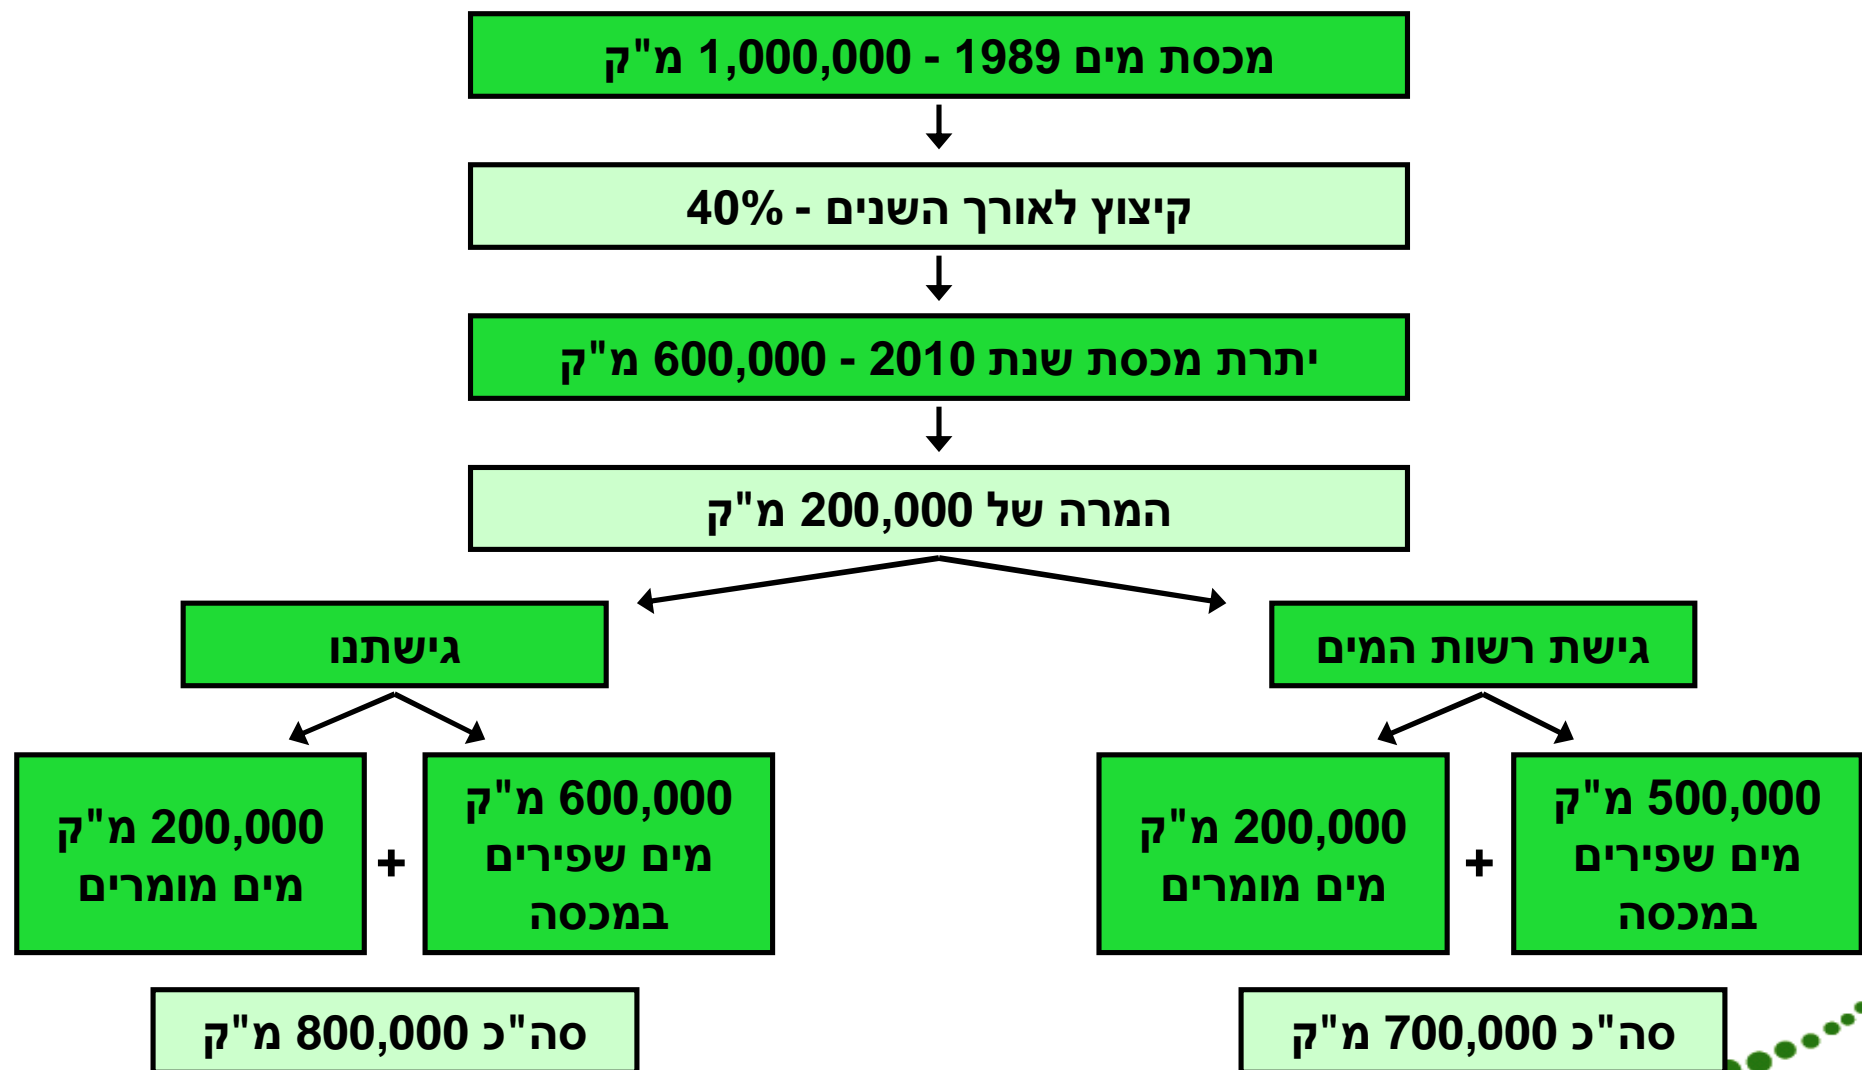 מכסת מים 1989 - 1,000,000 מ"ק
קיצוץ לאורך השנים - 40%
יתרת מכסת שנת 2010 - 600,000 מ"ק
המרה של 200,000 מ"ק
גישת רשות המים
גישתנו
500,000 מ"ק
מים שפירים
במכסה
+
200,000 מ"ק
מים מומרים
600,000 מ"ק
מים שפירים
במכסה
+
200,000 מ"ק
מים מומרים
סה"כ 700,000 מ"ק
סה"כ 800,000 מ"ק